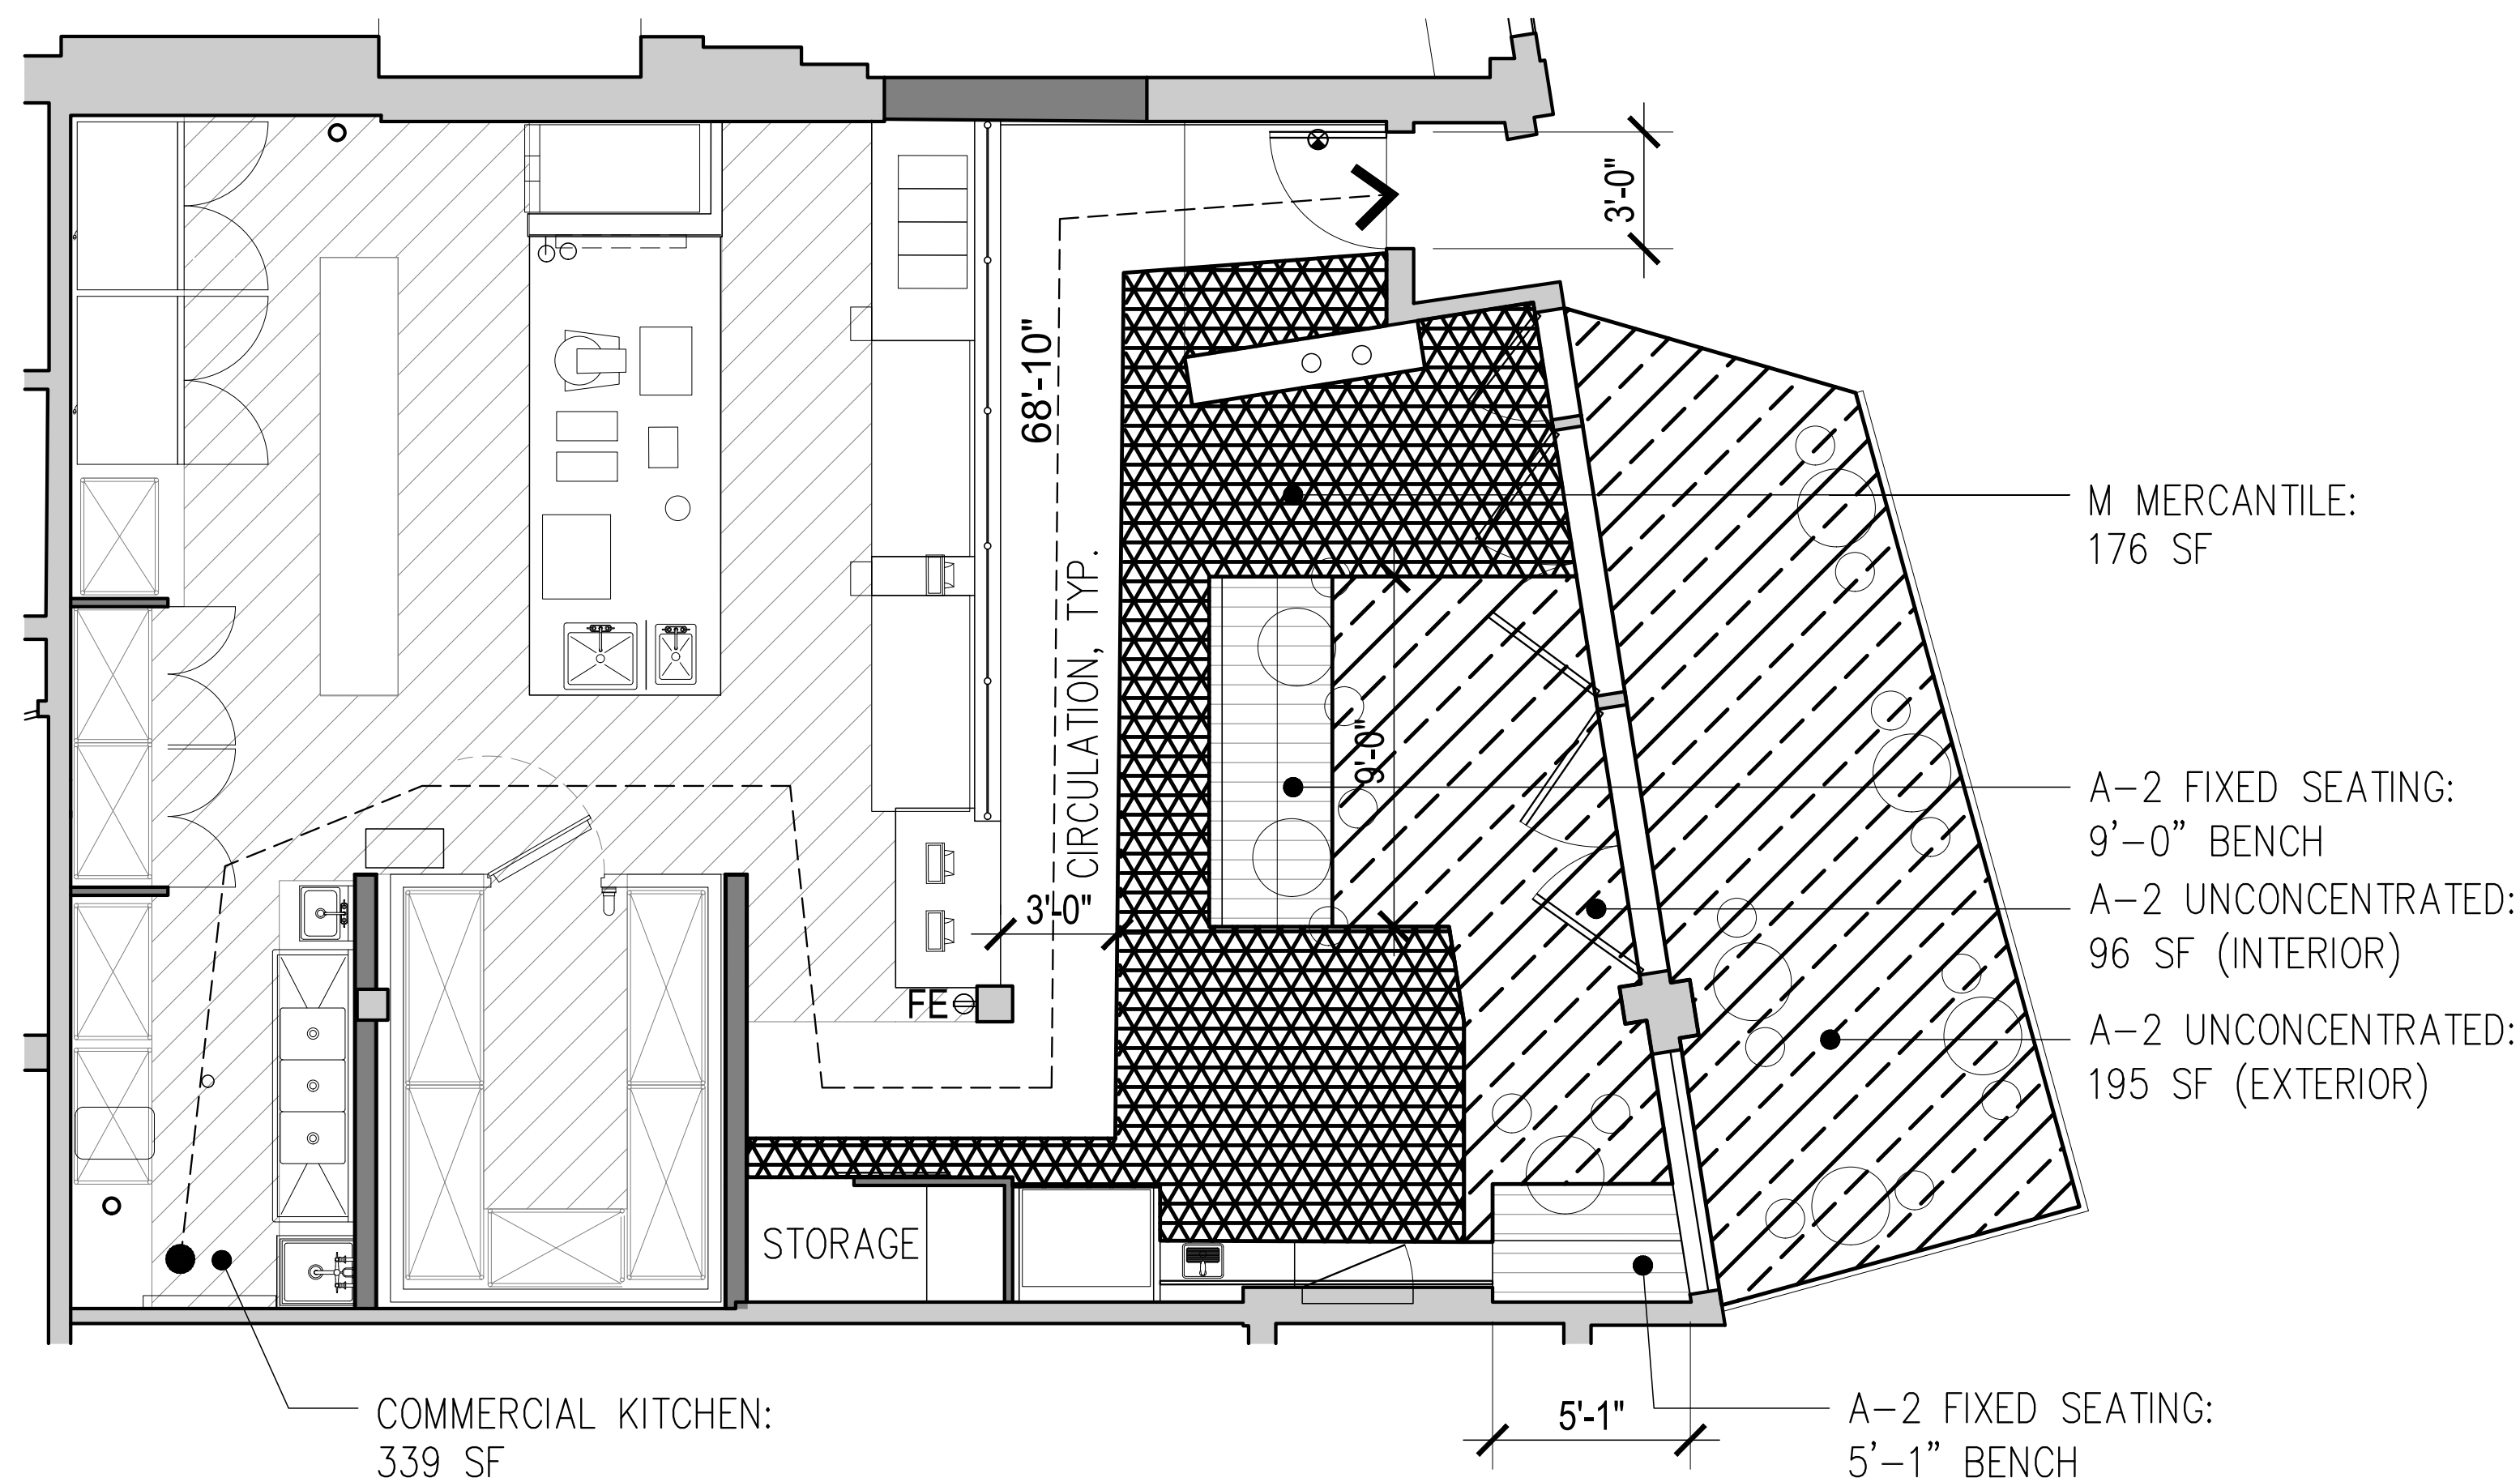 3'-0"
68'-10"
M MERCANTILE:
176 SF
CIRCULATION, TYP.
9'-0"
A-2 FIXED SEATING:
9'-0" BENCH
A-2 UNCONCENTRATED:
96 SF (INTERIOR)
3'-0"
FE
A-2 UNCONCENTRATED:
195 SF (EXTERIOR)
STORAGE
COMMERCIAL KITCHEN:
339 SF
5'-1"
A-2 FIXED SEATING:
5'-1" BENCH